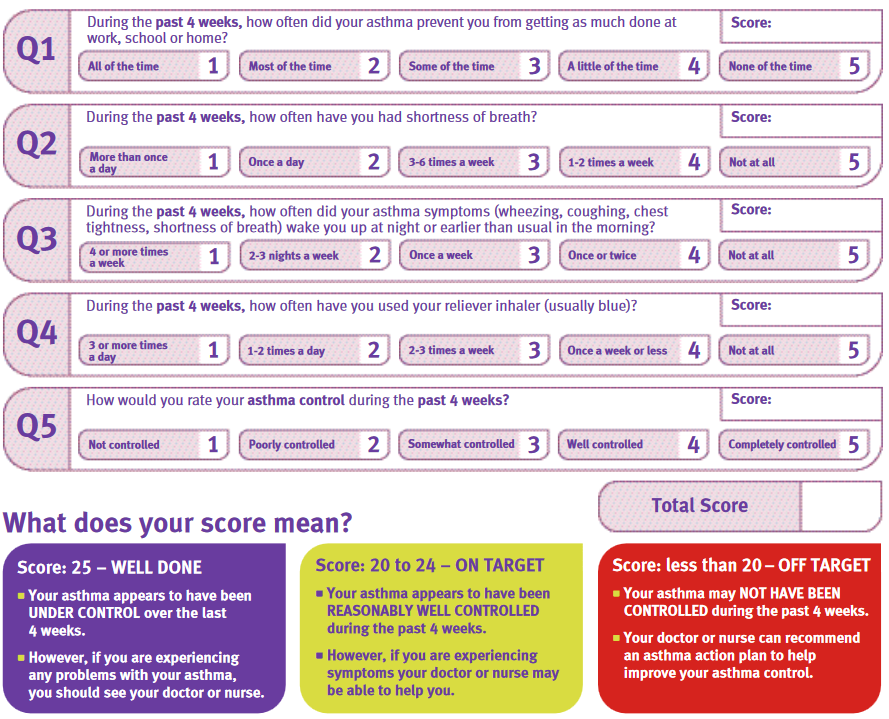 Q1
During the past 4 weeks, how often did your asthma prevent you from getting as much done at
work, school or home?
Score:
All of the time 1
Most of the time 2
Some of the time 3
A little of the time 4
None of the time 5
Q2
During the past 4 weeks, how often have you had shortness of breath?
Score:
More than once
a day 1
Once a day 2
3-6 times a week 3
1-2 times a week 4
Not at all 5
Q3
During the past 4 weeks, how often did your asthma symptoms (wheezing, coughing, chest
tightness, shortness of breath) wake you up at night or earlier than usual in the morning?
Score:
4 or more times
a week 1
2-3 nights a week 2
Once a week 3
Once or twice 4
Not at all 5
Q4
During the past 4 weeks, how often have you used your reliever inhaler (usually blue)?
Score:
3 or more times
a day 1
1-2 times a day 2
2-3 times a week 3
Once a week or less 4
Not at all 5
Q5
How would you rate your asthma control during the past 4 weeks?
Score:
Not controlled 1
Poorly controlled 2
Somewhat controlled 3
Well controlled 4
Completely controlled 5
Total Score
What does your score mean?
Score: 25 – WELL DONE
Your asthma appears to have been
UNDER CONTROL over the last
4 weeks.
However, if you are experiencing
any problems with your asthma,
you should see your doctor or nurse.
Score: 20 to 24 – ON TARGET
Your asthma appears to have been
REASONABLY WELL CONTROLLED
during the past 4 weeks.
However, if you are experiencing
symptoms your doctor or nurse may
be able to help you.
Score: less than 20 – OFF TARGET
Your asthma may NOT HAVE BEEN
CONTROLLED during the past 4 weeks.
Your doctor or nurse can recommend
an asthma action plan to help
improve your asthma control.